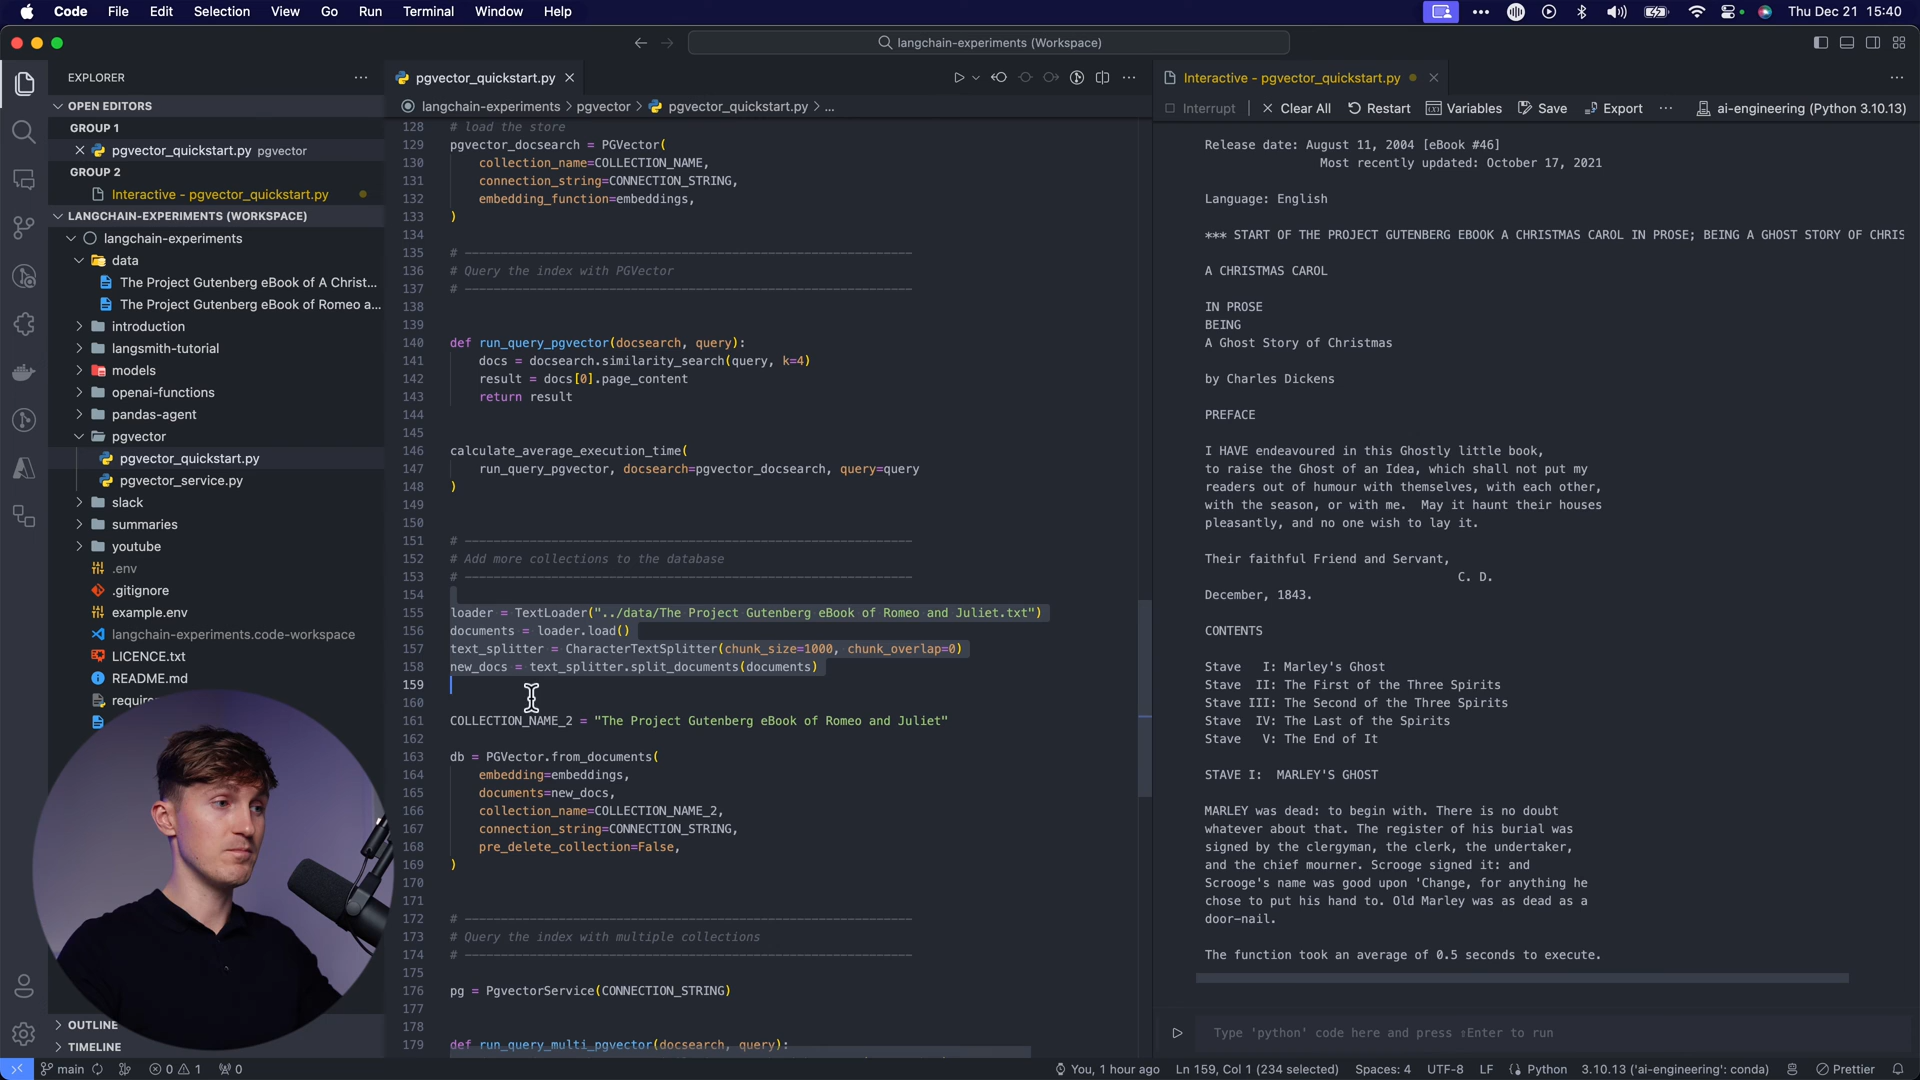 Code File Edit Selection View Go Run Terminal Window Help
Thu Dec 21 15:40
langchain-experiments (Workspace)
EXPLORER
OPEN EDITORS
GROUP 1
pgvector_quickstart.py pgvector
GROUP 2
Interactive - pgvector_quickstart.py
LANGCHAIN-EXPERIMENTS (WORKSPACE)
langchain-experiments
data
The Project Gutenberg eBook of A Christ...
The Project Gutenberg eBook of Romeo a...
introduction
langsmith-tutorial
models
openai-functions
pandas-agent
pgvector
pgvector_quickstart.py
pgvector_service.py
slack
summaries
youtube
.env
.gitignore
example.env
langchain-experiments.code-workspace
LICENCE.txt
README.md
OUTLINE
TIMELINE
pgvector_quickstart.py
langchain-experiments > pgvector > pgvector_quickstart.py > ...
128 # load the store
129 pgvector_docsearch = PGVector(
130 collection_name=COLLECTION_NAME,
131 connection_string=CONNECTION_STRING,
132 embedding_function=embeddings,
133 )
134
135 # --------------------------------------------------------------
136 # Query the index with PGVector
137 # --------------------------------------------------------------
138
139
140 def run_query_pgvector(docsearch, query):
141 docs = docsearch.similarity_search(query, k=4)
142 result = docs[0].page_content
143 return result
144
145
146 calculate_average_execution_time(
147 run_query_pgvector, docsearch=pgvector_docsearch, query=query
148 )
149
150
151 # --------------------------------------------------------------
152 # Add more collections to the database
153 # --------------------------------------------------------------
154
155 loader = TextLoader("../data/The Project Gutenberg eBook of Romeo and Juliet.txt")
156 documents = loader.load()
157 text_splitter = CharacterTextSplitter(chunk_size=1000, chunk_overlap=0)
158 new_docs = text_splitter.split_documents(documents)
159
160
161 COLLECTION_NAME_2 = "The Project Gutenberg eBook of Romeo and Juliet"
162
163 db = PGVector.from_documents(
164 embedding=embeddings,
165 documents=new_docs,
166 collection_name=COLLECTION_NAME_2,
167 connection_string=CONNECTION_STRING,
168 pre_delete_collection=False,
169 )
170
171
172 # --------------------------------------------------------------
173 # Query the index with multiple collections
174 # --------------------------------------------------------------
175
176 pg = PgvectorService(CONNECTION_STRING)
177
178
179 def run_query_multi_pgvector(docsearch, query):
Interactive - pgvector_quickstart.py
Interrupt Clear All Restart Variables Save Export ... ai-engineering (Python 3.10.13)
Release date: August 11, 2004 [eBook #46]
Most recently updated: October 17, 2021
Language: English
*** START OF THE PROJECT GUTENBERG EBOOK A CHRISTMAS CAROL IN PROSE; BEING A GHOST STORY OF CHRIS
A CHRISTMAS CAROL
IN PROSE
BEING
A Ghost Story of Christmas
by Charles Dickens
PREFACE
I HAVE endeavoured in this Ghostly little book,
to raise the Ghost of an Idea, which shall not put my
readers out of humour with themselves, with each other,
with the season, or with me. May it haunt their houses
pleasantly, and no one wish to lay it.
Their faithful Friend and Servant,
C. D.
December, 1843.
CONTENTS
Stave I: Marley's Ghost
Stave II: The First of the Three Spirits
Stave III: The Second of the Three Spirits
Stave IV: The Last of the Spirits
Stave V: The End of It
STAVE I: MARLEY'S GHOST
MARLEY was dead: to begin with. There is no doubt
whatever about that. The register of his burial was
signed by the clergyman, the clerk, the undertaker,
and the chief mourner. Scrooge signed it: and
Scrooge's name was good upon 'Change, for anything he
chose to put his hand to. Old Marley was as dead as a
door-nail.
The function took an average of 0.5 seconds to execute.
Type 'python' code here and press ⇧Enter to run
main 0 1 0
You, 1 hour ago Ln 159, Col 1 (234 selected) Spaces: 4 UTF-8 LF Python 3.10.13 ('ai-engineering': conda) Prettier